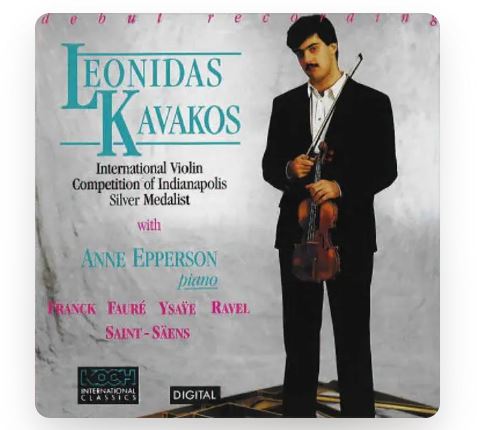 debut recording
LEONIDAS
KAVAKOS
International Violin
Competition of Indianapolis
Silver Medalist
with
ANNE EPPERSON
piano
FRANCK FAURÉ YSAŸE RAVEL
SAINT-SÄENS
KOCH
INTERNATIONAL
CLASSICS
DIGITAL